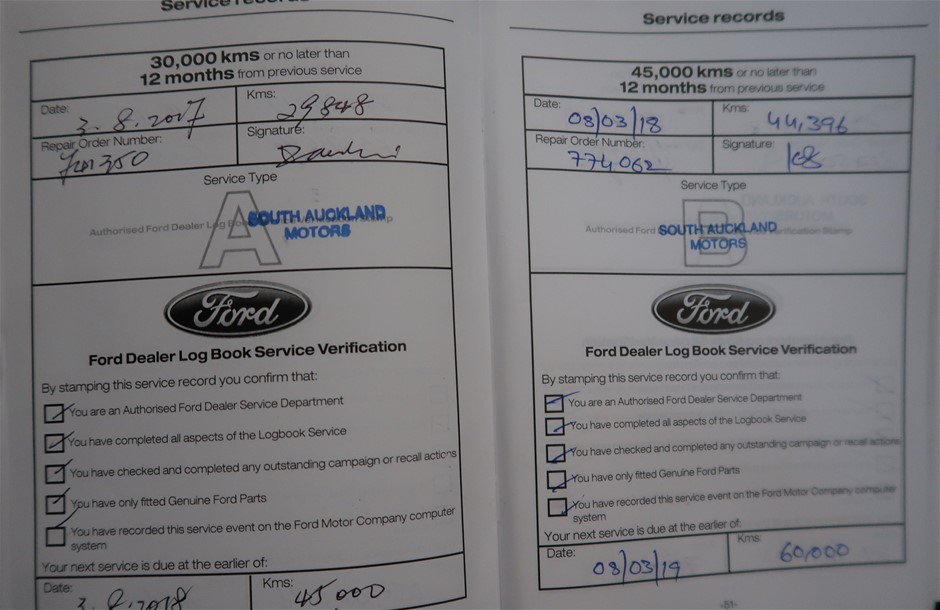 Service records
30,000 kms or no later than
12 months from previous service
Date:
3.8.2017
Kms:
29848
Repair Order Number:
Signature:
Service Type
A
Authorised Ford Dealer Log
SOUTH AUCKLAND
MOTORS
Ford
Ford Dealer Log Book Service Verification
By stamping this service record you confirm that:
You are an Authorised Ford Dealer Service Department
You have completed all aspects of the Logbook Service
You have checked and completed any outstanding campaign or recall actions
You have only fitted Genuine Ford Parts
You have recorded this service event on the Ford Motor Company computer
system
Your next service is due at the earlier of:
Date:
3.8.2018
Kms:
45000
Service records
45,000 kms or no later than
12 months from previous service
Date:
08/03/18
Kms:
44,396
Repair Order Number:
774062
Signature:
Service Type
B
Authorised Ford
SOUTH AUCKLAND
MOTORS
Verification Stamp
Ford
Ford Dealer Log Book Service Verification
By stamping this service record you confirm that:
You are an Authorised Ford Dealer Service Department
You have completed all aspects of the Logbook Service
You have checked and completed any outstanding campaign or recall actions
You have only fitted Genuine Ford Parts
You have recorded this service event on the Ford Motor Company computer
system
Your next service is due at the earlier of:
Date:
08/03/19
Kms:
60,000
-51-